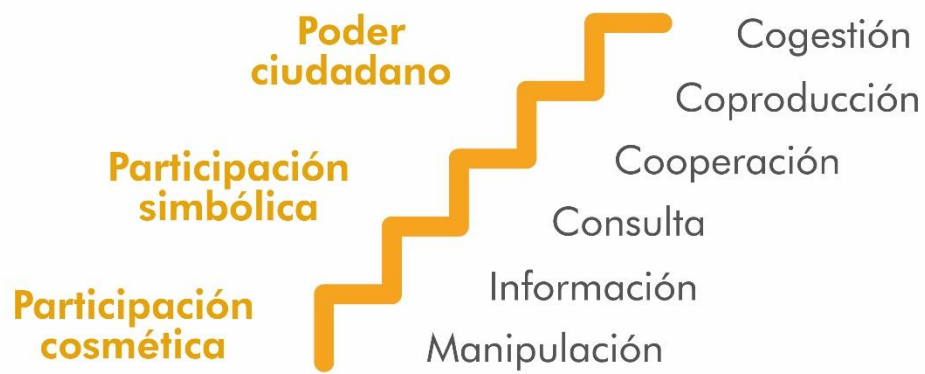 Poder
ciudadano
Cogestión
Coproducción
Participación
simbólica
Cooperación
Consulta
Participación
cosmética
Información
Manipulación